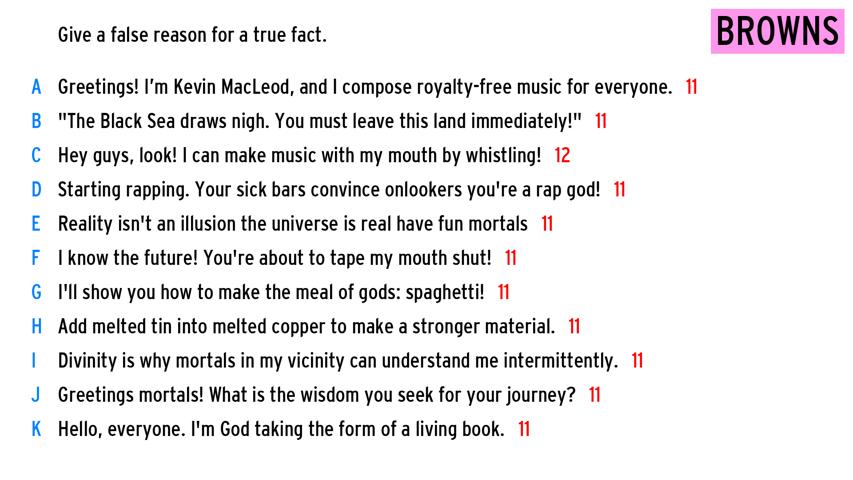 Give a false reason for a true fact.
BROWNS
A Greetings! I'm Kevin MacLeod, and I compose royalty-free music for everyone. 11
B "The Black Sea draws nigh. You must leave this land immediately!" 11
C Hey guys, look! I can make music with my mouth by whistling! 12
D Starting rapping. Your sick bars convince onlookers you're a rap god! 11
E Reality isn't an illusion the universe is real have fun mortals 11
F I know the future! You're about to tape my mouth shut! 11
G I'll show you how to make the meal of gods: spaghetti! 11
H Add melted tin into melted copper to make a stronger material. 11
I Divinity is why mortals in my vicinity can understand me intermittently. 11
J Greetings mortals! What is the wisdom you seek for your journey? 11
K Hello, everyone. I'm God taking the form of a living book. 11